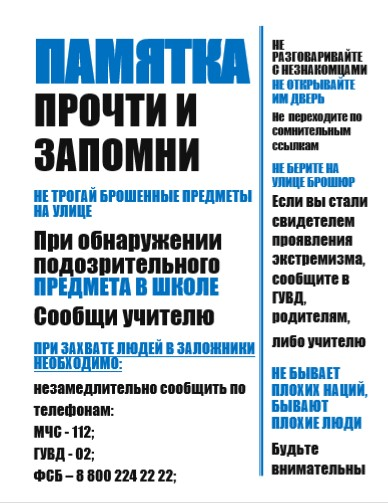 ПАМЯТКА
ПРОЧТИ И
ЗАПОМНИ
НЕ ТРОГАЙ БРОШЕННЫЕ ПРЕДМЕТЫ
НА УЛИЦЕ
При обнаружении
подозрительного
ПРЕДМЕТА В ШКОЛЕ
Сообщи учителю
ПРИ ЗАХВАТЕ ЛЮДЕЙ В ЗАЛОЖНИКИ
НЕОБХОДИМО:
незамедлительно сообщить по
телефонам:
МЧС - 112;
ГУВД - 02;
ФСБ – 8 800 224 22 22;
НЕ
РАЗГОВАРИВАЙТЕ
С НЕЗНАКОМЦАМИ
НЕ ОТКРЫВАЙТЕ
ИМ ДВЕРЬ
Не переходите по
сомнительным
ссылкам
НЕ БЕРИТЕ НА
УЛИЦЕ БРОШЮР
Если вы стали
свидетелем
проявления
экстремизма,
сообщите в
ГУВД,
родителям,
либо учителю
НЕ БЫВАЕТ
ПЛОХИХ НАЦИЙ,
БЫВАЮТ
ПЛОХИЕ ЛЮДИ
Будьте
внимательны